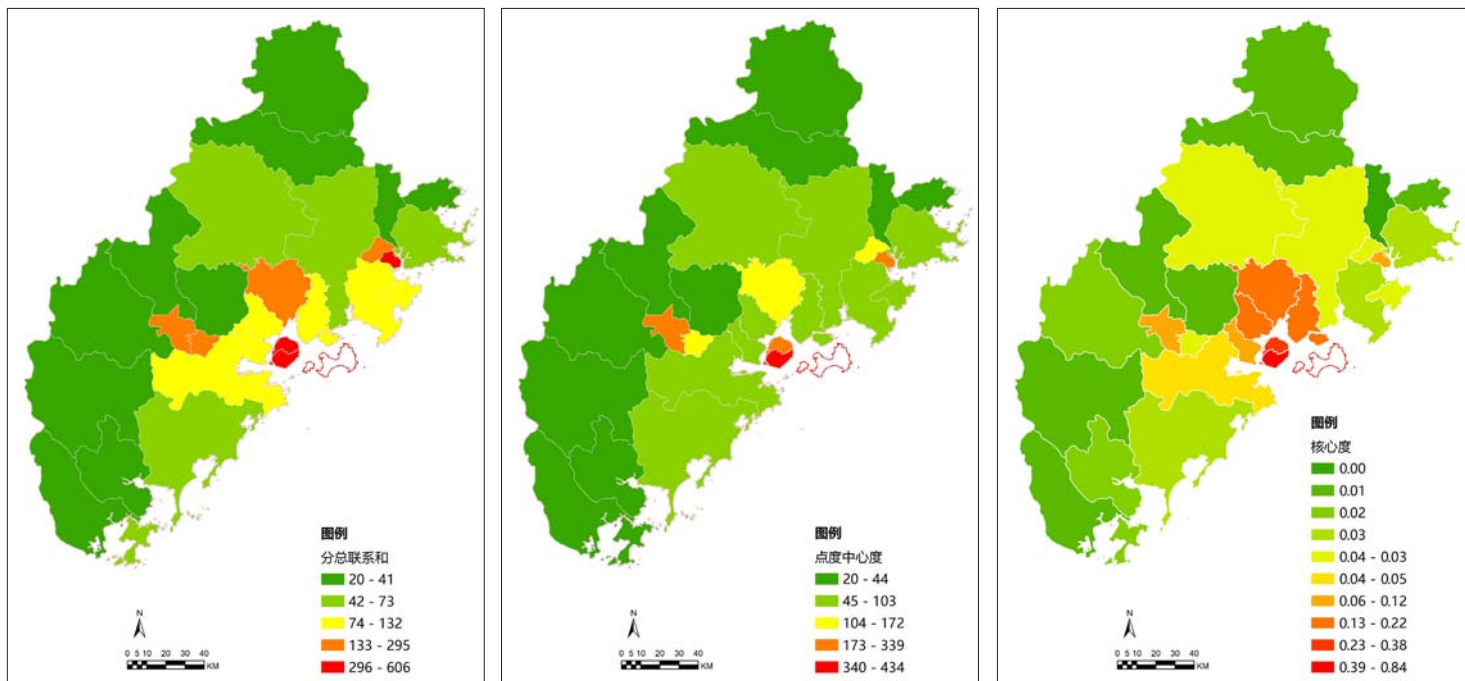 图例
分总联系和
20 - 41
42 - 73
74 - 132
133 - 295
296 - 606
N
0 5 10 20 30 40
KM
图例
点度中心度
20 - 44
45 - 103
104 - 172
173 - 339
340 - 434
N
0 5 10 20 30 40
KM
图例
核心度
0.00
0.01
0.02
0.03
0.04 - 0.03
0.04 - 0.05
0.06 - 0.12
0.13 - 0.22
0.23 - 0.38
0.39 - 0.84
N
0 5 10 20 30 40
KM